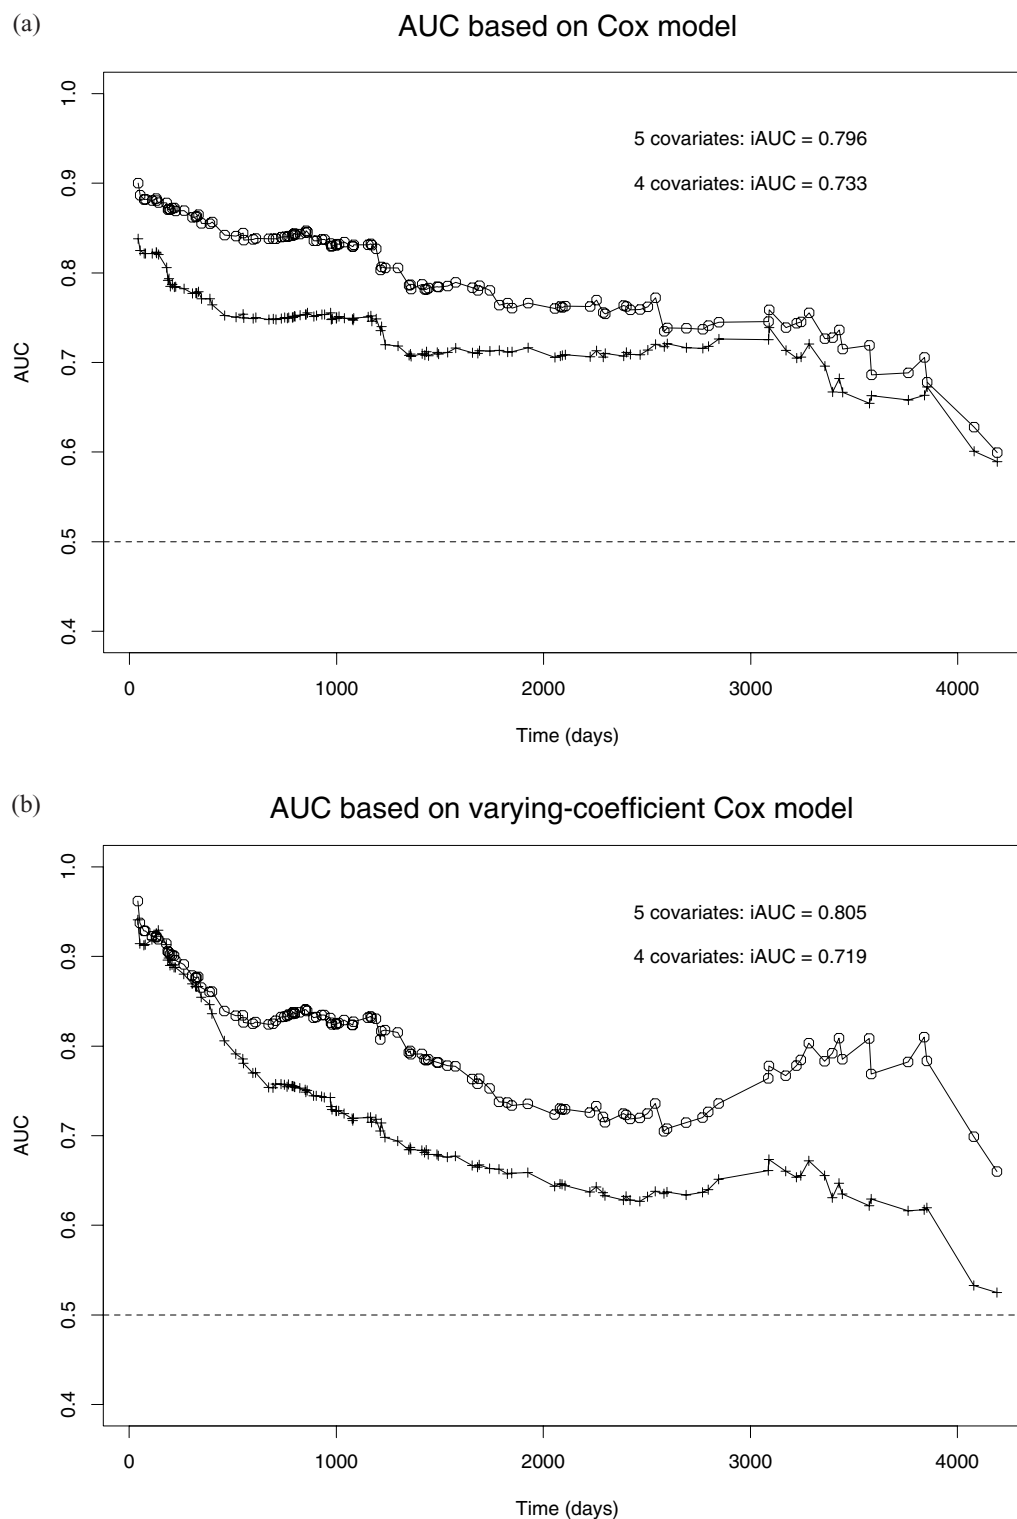 (a)
AUC based on Cox model
1.0
5 covariates: iAUC = 0.796
4 covariates: iAUC = 0.733
0.9
0.8
0.7
AUC
0.6
0.5
0.4
0 1000 2000 3000 4000
Time (days)
(b)
AUC based on varying-coefficient Cox model
1.0
5 covariates: iAUC = 0.805
4 covariates: iAUC = 0.719
0.9
0.8
0.7
AUC
0.6
0.5
0.4
0 1000 2000 3000 4000
Time (days)